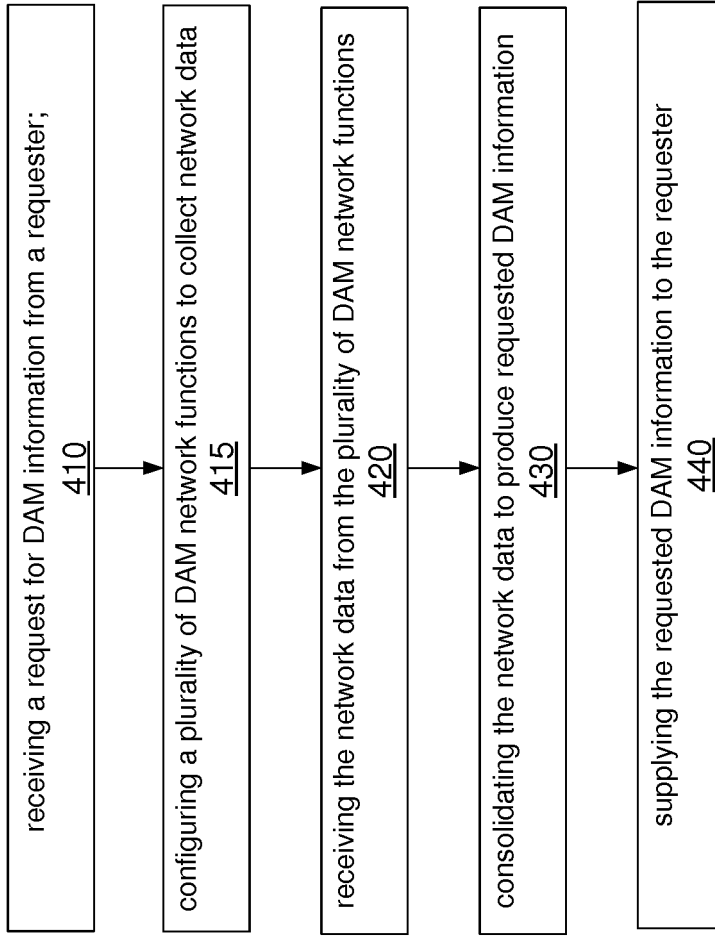 receiving a request for DAM information from a requester;
410
configuring a plurality of DAM network functions to collect network data
415
receiving the network data from the plurality of DAM network functions
420
consolidating the network data to produce requested DAM information
430
supplying the requested DAM information to the requester
440